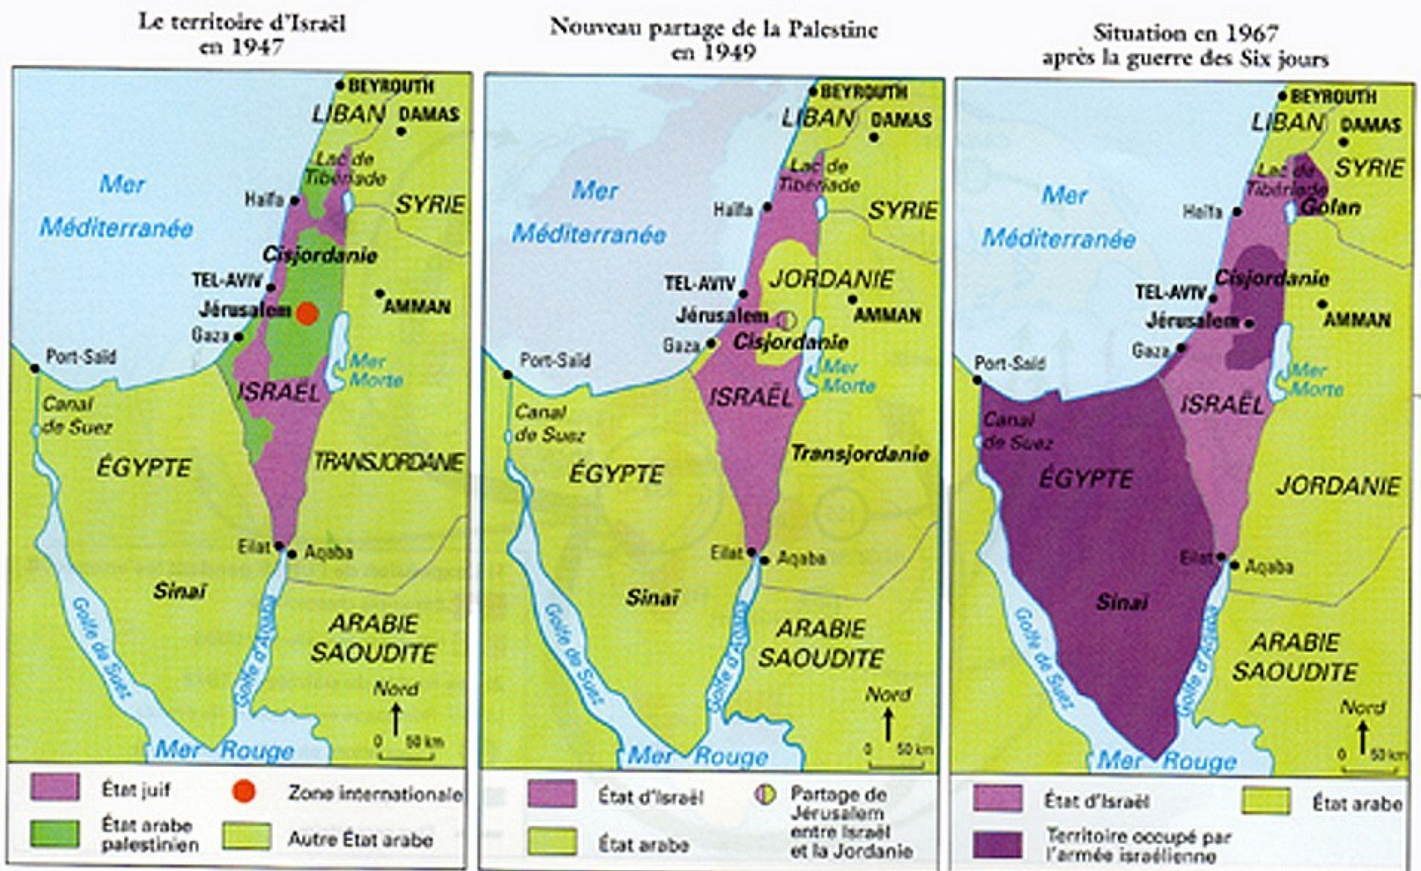 Le territoire d'Israël
en 1947
BEYROUTH
LIBAN
DAMAS
Lac de
Tibériade
Mer
Méditerranée
Haïfa
SYRIE
Cisjordanie
TEL-AVIV
Jérusalem
AMMAN
Gaza
Port-Saïd
Mer
Morte
ISRAËL
Canal
de Suez
ÉGYPTE
TRANSJORDANIE
Eilat
Aqaba
Sinaï
Golfe de Suez
Golfe d'Aqaba
ARABIE
SAOUDITE
Nord
0 50 km
Mer Rouge
État juif
Zone internationale
État arabe
palestinien
Autre État arabe
Nouveau partage de la Palestine
en 1949
BEYROUTH
LIBAN
DAMAS
Lac de
Tibériade
Mer
Méditerranée
Haïfa
SYRIE
JORDANIE
TEL-AVIV
Jérusalem
AMMAN
Gaza
Cisjordanie
Port-Saïd
Mer
Morte
ISRAËL
Canal
de Suez
Transjordanie
ÉGYPTE
Eilat
Aqaba
Sinaï
Golfe de Suez
Golfe d'Aqaba
ARABIE
SAOUDITE
Nord
0 50 km
Mer Rouge
État d'Israël
État arabe
Partage de
Jérusalem
entre Israël
et la Jordanie
Situation en 1967
après la guerre des Six jours
BEYROUTH
LIBAN
DAMAS
Lac de
Tibériade
SYRIE
Mer
Méditerranée
Haïfa
Golan
Cisjordanie
TEL-AVIV
Jérusalem
AMMAN
Gaza
Port-Saïd
Mer
Morte
ISRAËL
Canal
de Suez
ÉGYPTE
JORDANIE
Eilat
Aqaba
Sinaï
Golfe de Suez
Golfe d'Aqaba
ARABIE
SAOUDITE
Nord
0 50 km
Mer Rouge
État d'Israël
État arabe
Territoire occupé par
l'armée israélienne